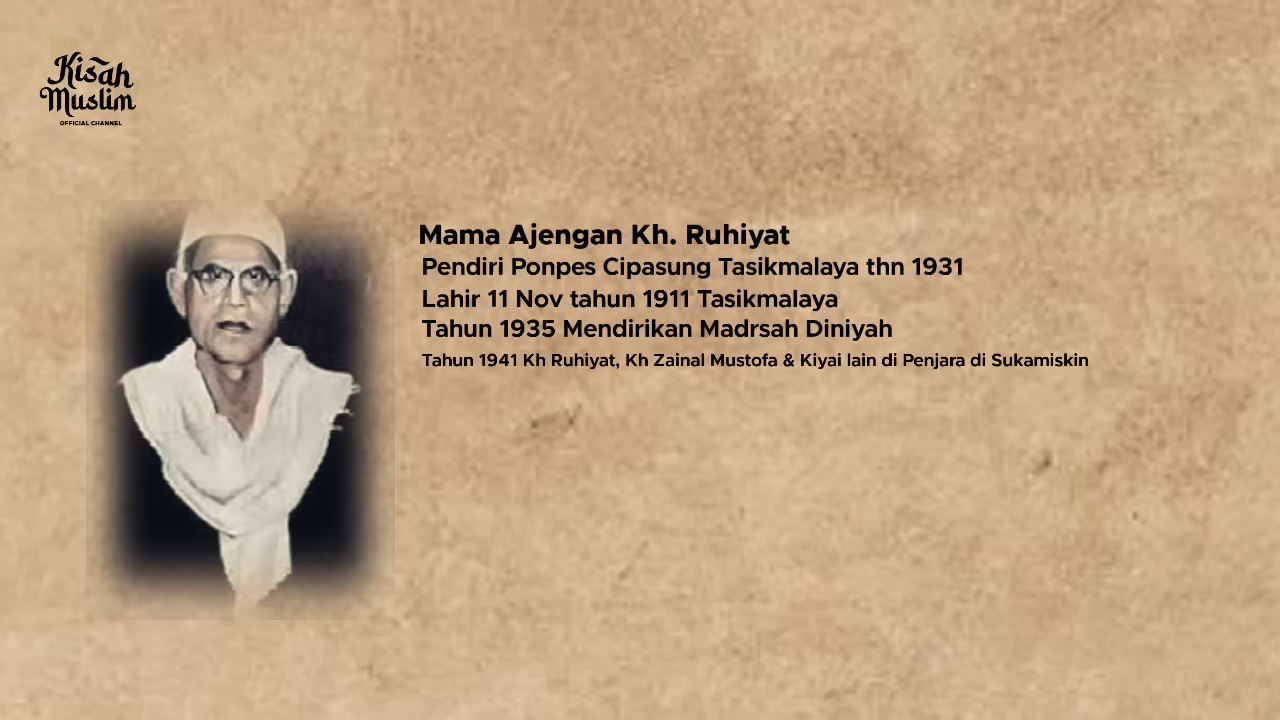 Kisah
Muslim
OFFICIAL CHANNEL
Mama Ajengan Kh. Ruhiyat
Pendiri Ponpes Cipasung Tasikmalaya thn 1931
Lahir 11 Nov tahun 1911 Tasikmalaya
Tahun 1935 Mendirikan Madrsah Diniyah
Tahun 1941 Kh Ruhiyat, Kh Zainal Mustofa & Kiyai lain di Penjara di Sukamiskin